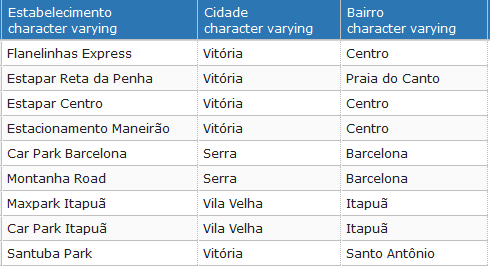 Estabelecimento Cidade Bairro
character varying character varying character varying
Flanelinhas Express Vitória Centro
Estapar Reta da Penha Vitória Praia do Canto
Estapar Centro Vitória Centro
Estacionamento Maneirão Vitória Centro
Car Park Barcelona Serra Barcelona
Montanha Road Serra Barcelona
Maxpark Itapuã Vila Velha Itapuã
Car Park Itapuã Vila Velha Itapuã
Santuba Park Vitória Santo Antônio